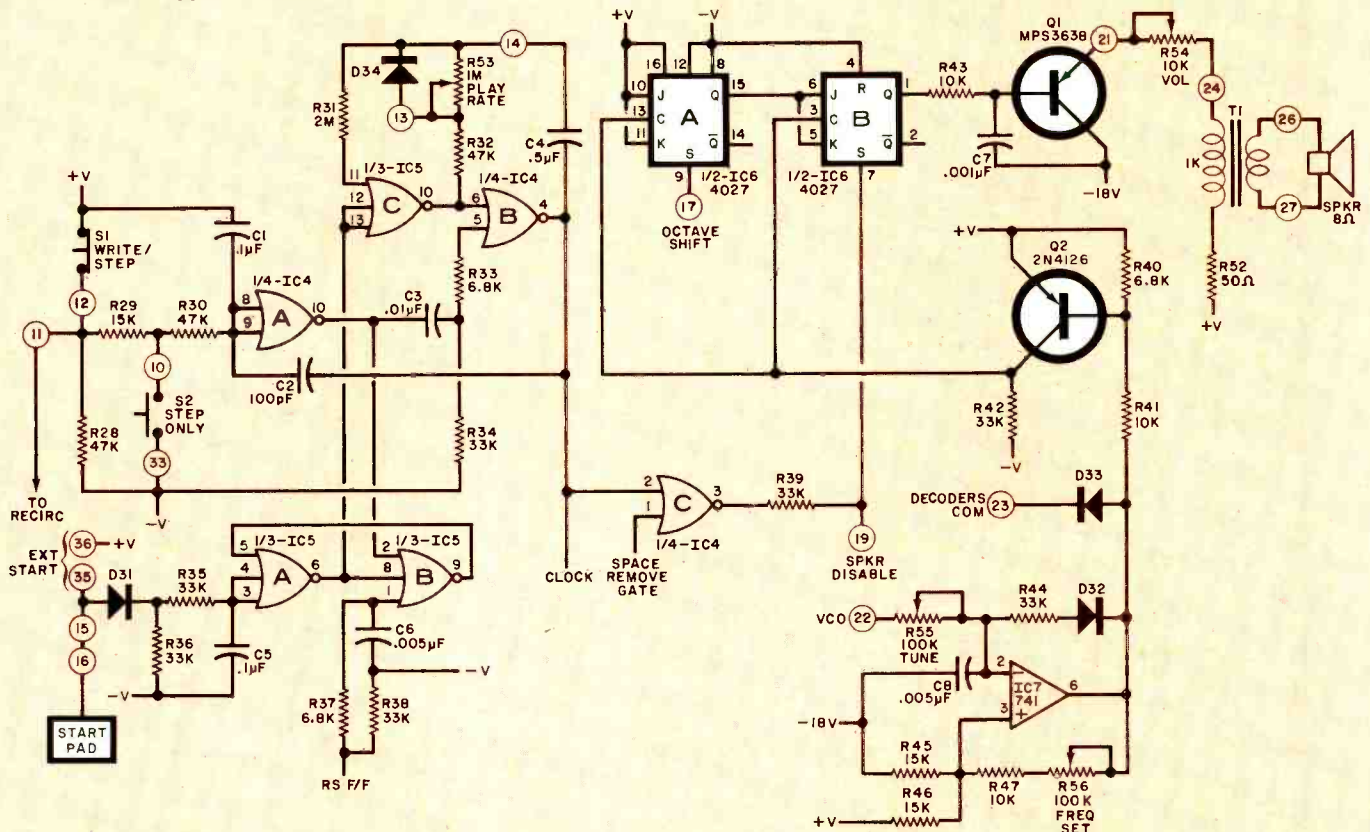 +V
-V
14
D34
R53
1M
PLAY
RATE
13
R31
2M
R32
47K
C4
.5µF
1/3-IC5
11
12
13
C
10
1/4-IC4
6
5
B
4
+V
S1
WRITE/
STEP
12
C1
.1µF
R29
15K
R30
47K
1/4-IC4
8
9
A
10
C3
.01µF
R33
6.8K
11
10
C2
100pF
S2
STEP
ONLY
33
R28
47K
R34
33K
TO
RECIRC
-V
EXT
START
36
+V
35
D31
R35
33K
1/3-IC5
5
4
3
A
6
1/3-IC5
2
8
1
B
9
15
16
R36
33K
C5
.1µF
-V
C6
.005µF
-V
R37
6.8K
R38
33K
START
PAD
RS F/F
CLOCK
16
12
8
10
J
13
C
11
K
A
Q
15
Q
14
S
9
1/2-IC6
4027
17
OCTAVE
SHIFT
4
6
J
R
Q
1
3
C
B
5
K
Q
2
S
7
1/2-IC6
4027
R43
10K
C7
.001µF
Q1
MPS3638
21
R54
10K
VOL
-18V
24
T1
1K
26
27
SPKR
8Ω
R52
50Ω
+V
+V
Q2
2N4126
R40
6.8K
R42
33K
-V
R41
10K
2
1
C
3
1/4-IC4
SPACE
REMOVE
GATE
R39
33K
19
SPKR
DISABLE
DECODERS
COM
23
D33
VCO
22
R55
100K
TUNE
R44
33K
D32
C8
.005µF
2
-
IC7
741
3
+
6
-18V
R45
15K
R46
15K
+V
R47
10K
R56
100K
FREQ
SET